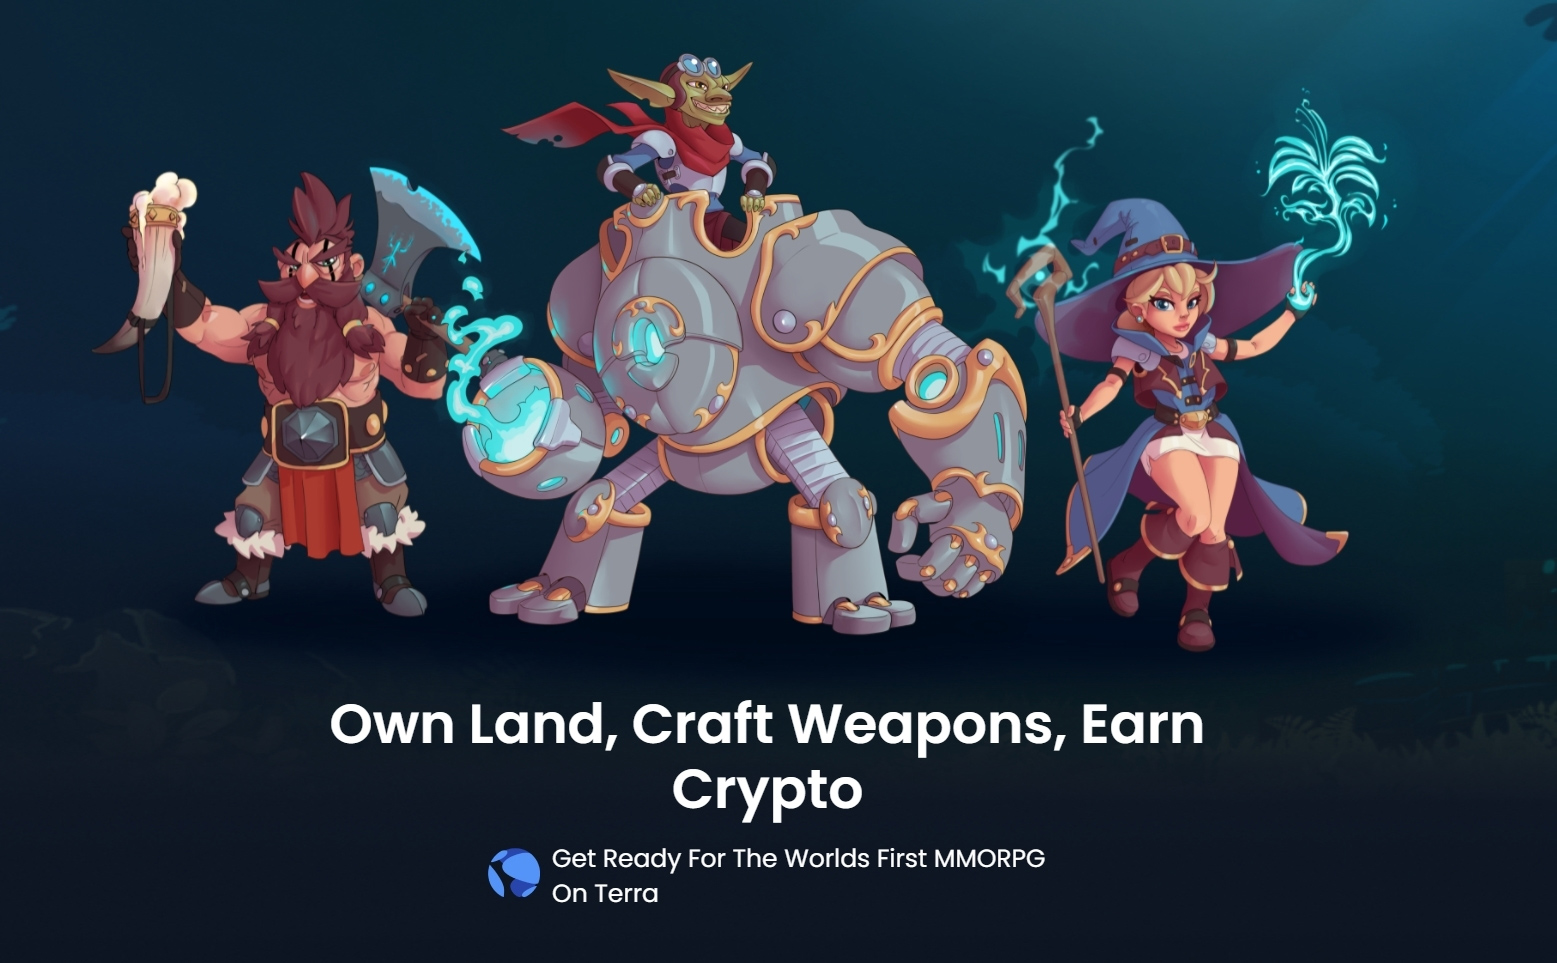 Own Land, Craft Weapons, Earn
Crypto
Get Ready For The Worlds First MMORPG
On Terra